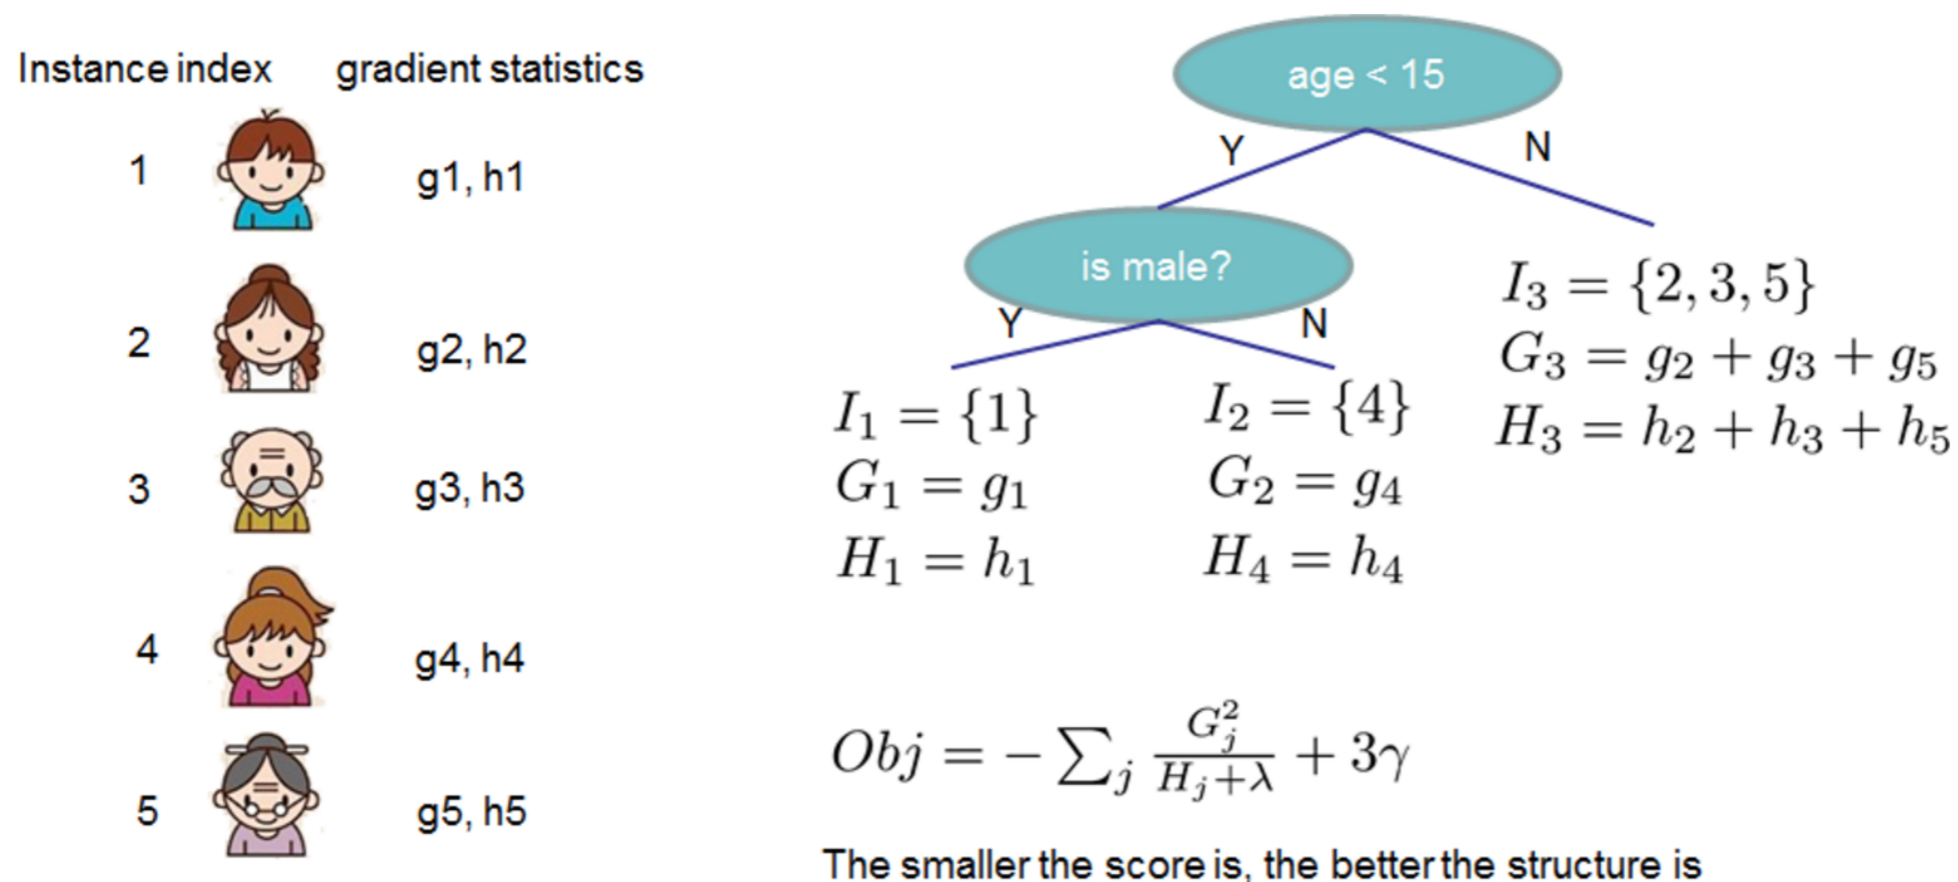 Instance index gradient statistics
1 g1, h1
2 g2, h2
3 g3, h3
4 g4, h4
5 g5, h5
age < 15
Y N
is male?
Y N
I₁ = {1}
G₁ = g₁
H₁ = h₁
I₂ = {4}
G₂ = g₄
H₄ = h₄
I₃ = {2, 3, 5}
G₃ = g₂ + g₃ + g₅
H₃ = h₂ + h₃ + h₅
Obj = − ∑_j G_j^2 / (H_j+λ) + 3γ
The smaller the score is, the better the structure is